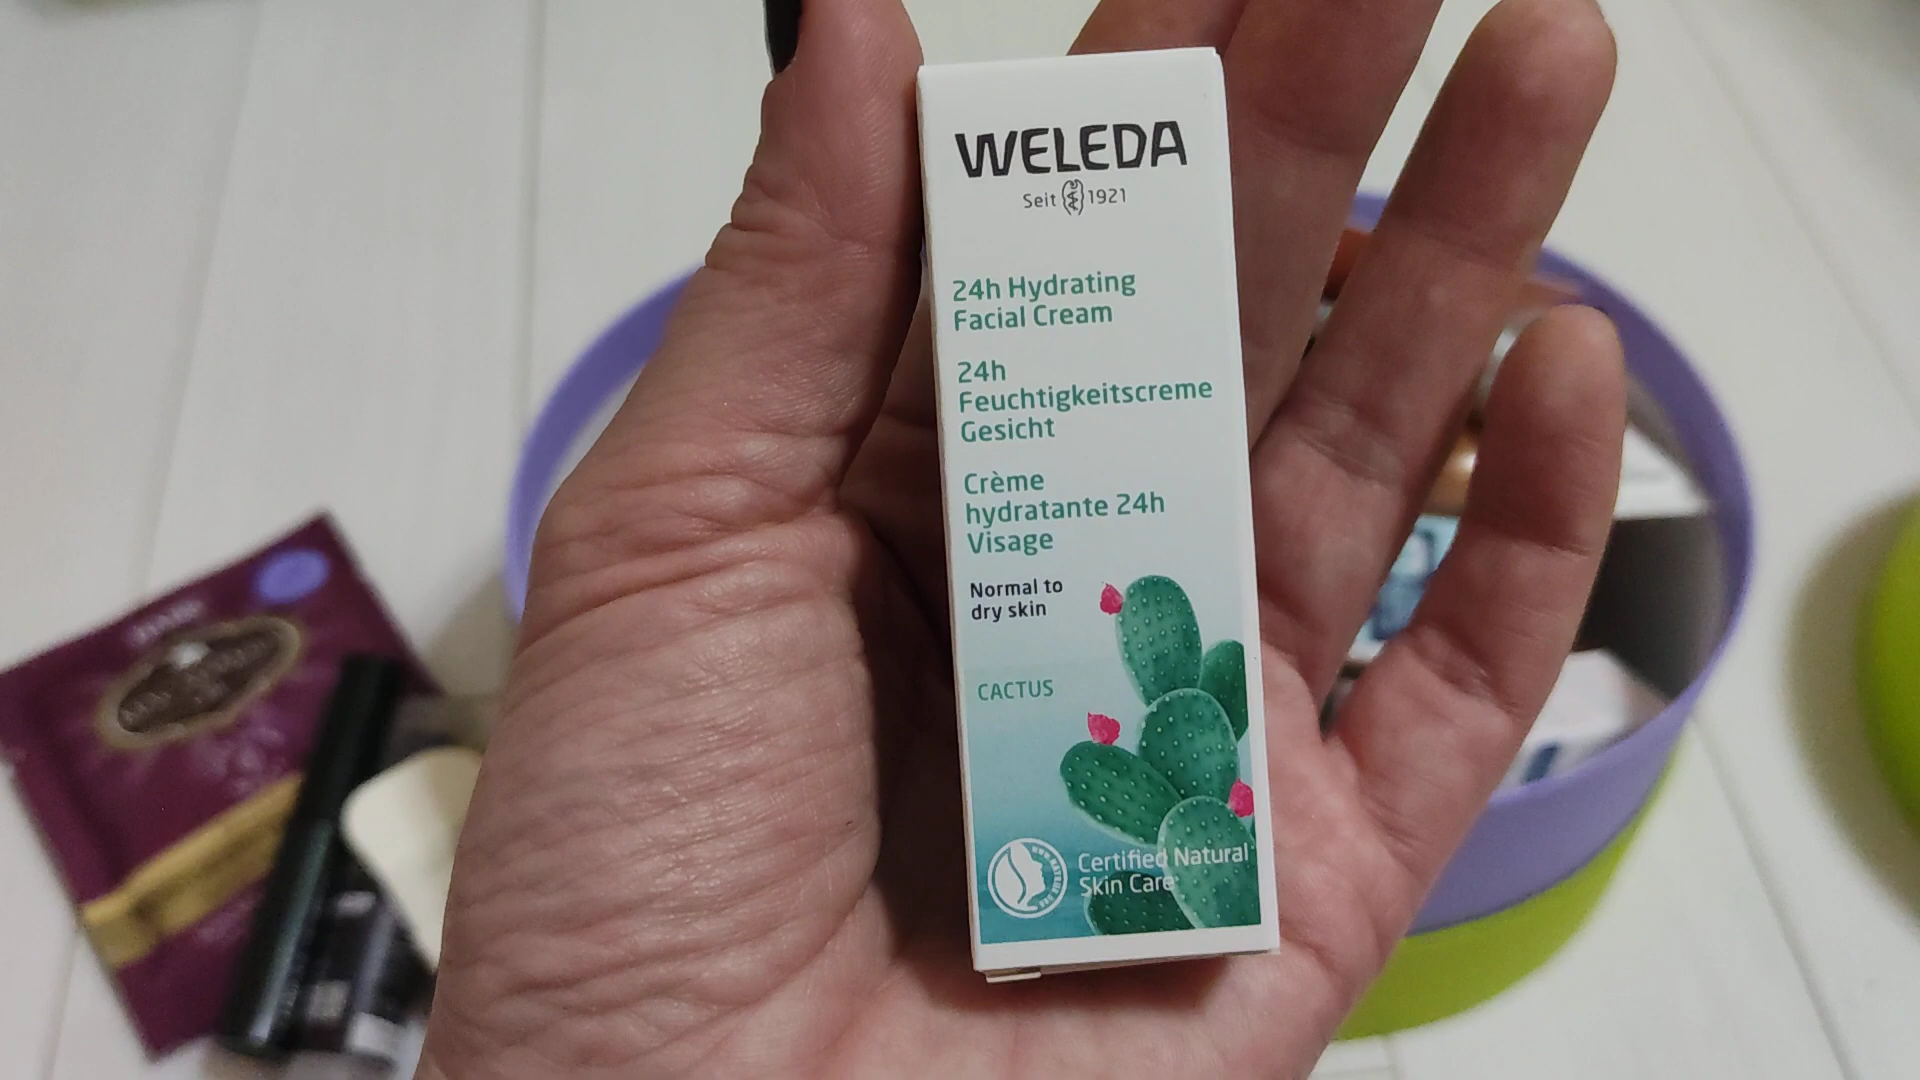 WELEDA
Seit 1921
24h Hydrating
Facial Cream
24h
Feuchtigkeitscreme
Gesicht
Crème
hydratante 24h
Visage
Normal to
dry skin
CACTUS
Certified Natural
Skin Care